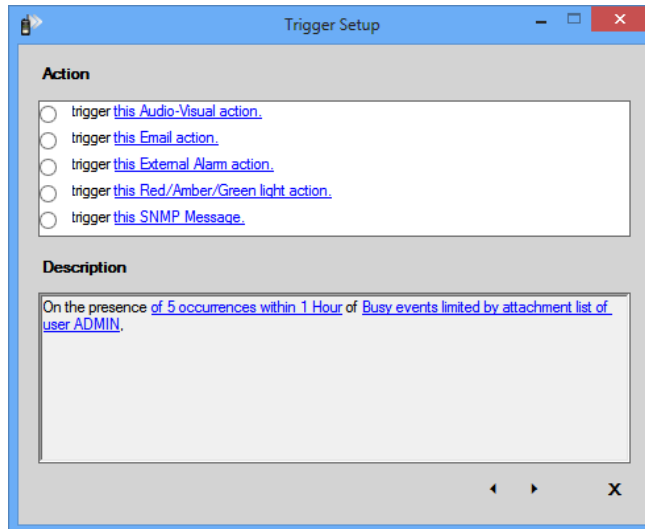 Trigger Setup
Action
trigger this Audio-Visual action.
trigger this Email action.
trigger this External Alarm action.
trigger this Red/Amber/Green light action.
trigger this SNMP Message.
Description
On the presence of 5 occurrences within 1 Hour of Busy events limited by attachment list of
user ADMIN,
X